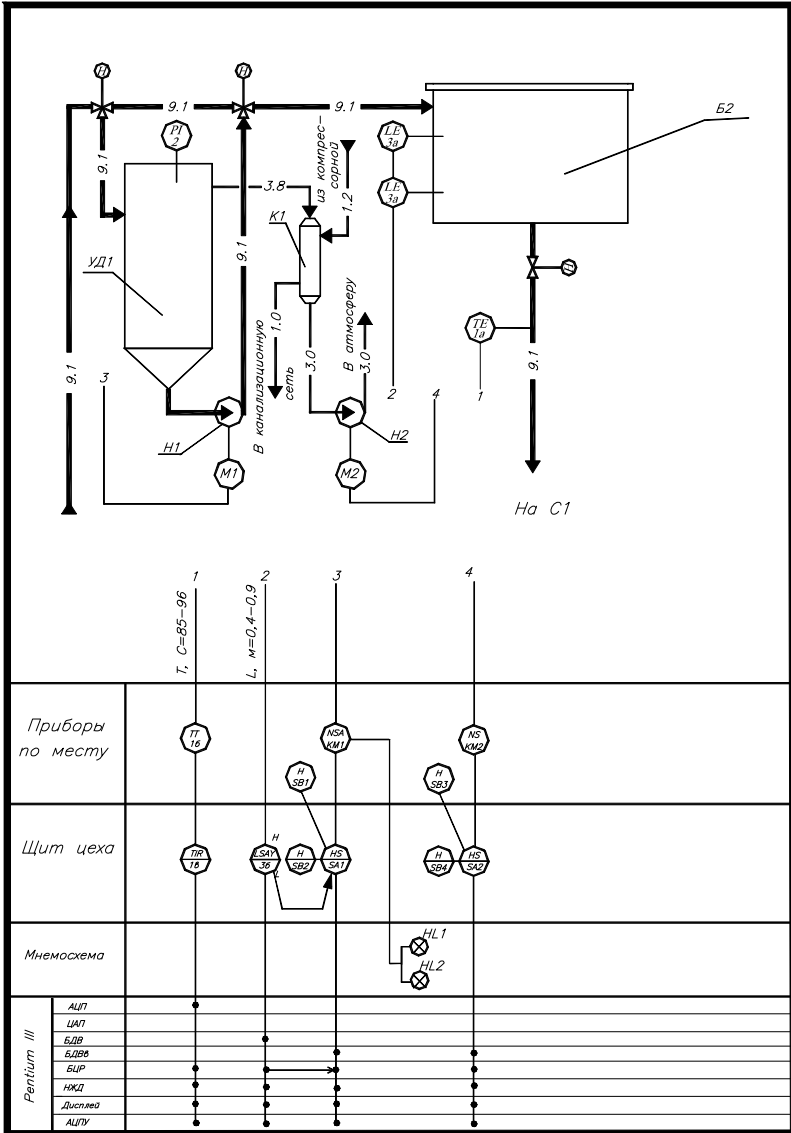 H
H
9.1
9.1
Б2
PI
2
LE
3а
LE
3а
9.1
из компрес-
сорной
3.8
1.2
К1
9.1
УД1
H
1.0
В канализационную
сеть
3.0
В атмосферу
3.0
TE
1а
9.1
9.1
3
2
4
1
Н1
Н2
М1
М2
На С1
1
2
3
4
Т, С=85-96
L, м=0,4-0,9
Приборы
по месту
TT
1б
NSA
КМ1
NS
КМ2
H
SB1
H
SB3
Щит цеха
TIR
1в
H
LSAY
3б
L
H
SB2
HS
SA1
H
SB4
HS
SA2
Мнемосхема
HL1
HL2
Pentium III
АЦП
ЦАП
БДВ
БДВв
БЦР
НЖД
Дисплей
АЦПУ